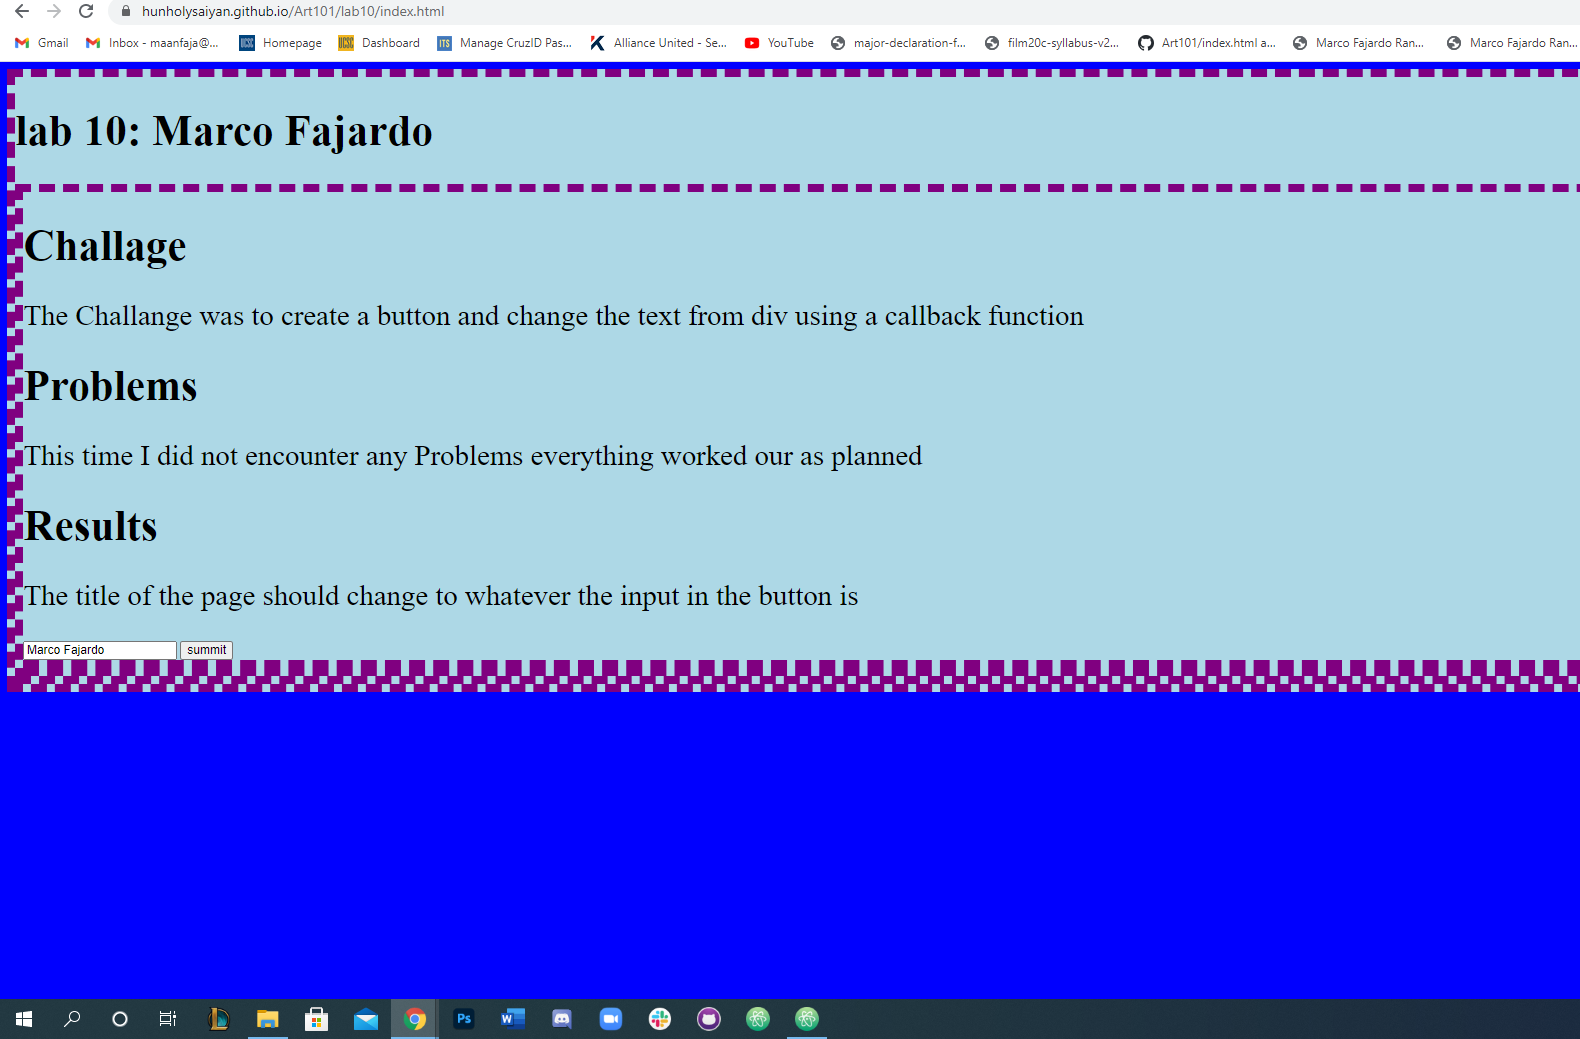 hunholysaiyan.github.io/Art101/lab10/index.html
Gmail Inbox - maanfaja@... UCSC Homepage UCSC Dashboard ITS Manage CruzID Pas... Alliance United - Se... YouTube major-declaration-f... film20c-syllabus-v2... Art101/index.html a... Marco Fajardo Ran... Marco Fajardo Ran...
lab 10: Marco Fajardo
Challage
The Challange was to create a button and change the text from div using a callback function
Problems
This time I did not encounter any Problems everything worked our as planned
Results
The title of the page should change to whatever the input in the button is
Marco Fajardo summit
Ps W